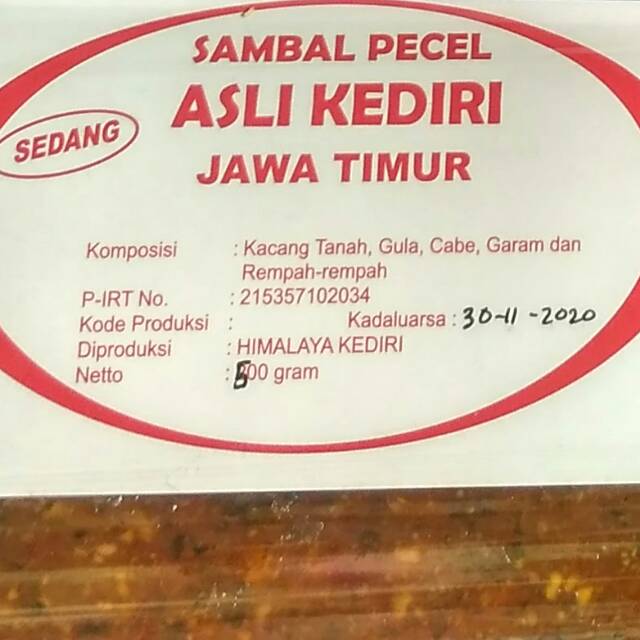 SAMBAL PECEL
ASLI KEDIRI
SEDANG
JAWA TIMUR
Komposisi : Kacang Tanah, Gula, Cabe, Garam dan
Rempah-rempah
P-IRT No. : 215357102034
Kode Produksi : Kadaluarsa : 30-11-2020
Diproduksi : HIMALAYA KEDIRI
Netto : 00 gram